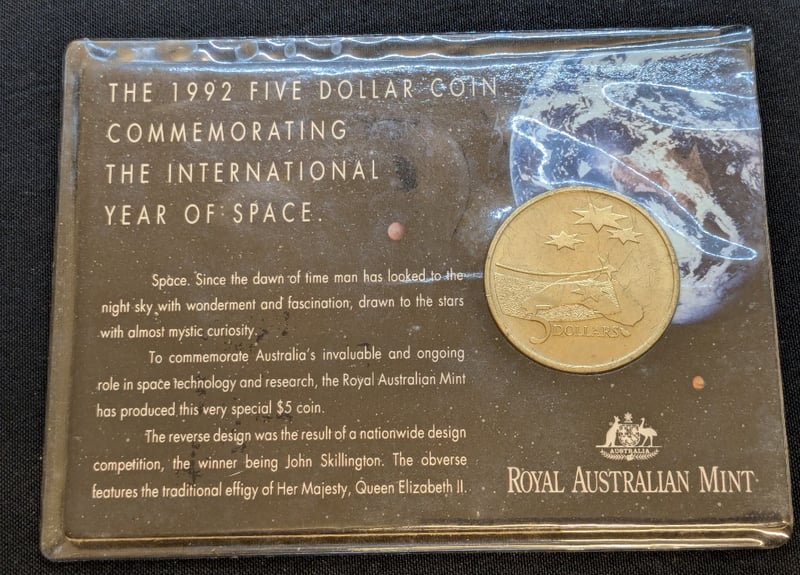 THE 1992 FIVE DOLLAR COIN
COMMEMORATING
THE INTERNATIONAL
YEAR OF SPACE.
Space. Since the dawn of time man has looked to the
night sky with wonderment and fascination, drawn to the stars
with almost mystic curiosity.
To commemorate Australia's invaluable and ongoing
role in space technology and research, the Royal Australian Mint
has produced this very special $5 coin.
The reverse design was the result of a nationwide design
competition, the winner being John Skillington. The obverse
features the traditional effigy of Her Majesty, Queen Elizabeth II.
5 DOLLARS
AUSTRALIA
ROYAL AUSTRALIAN MINT